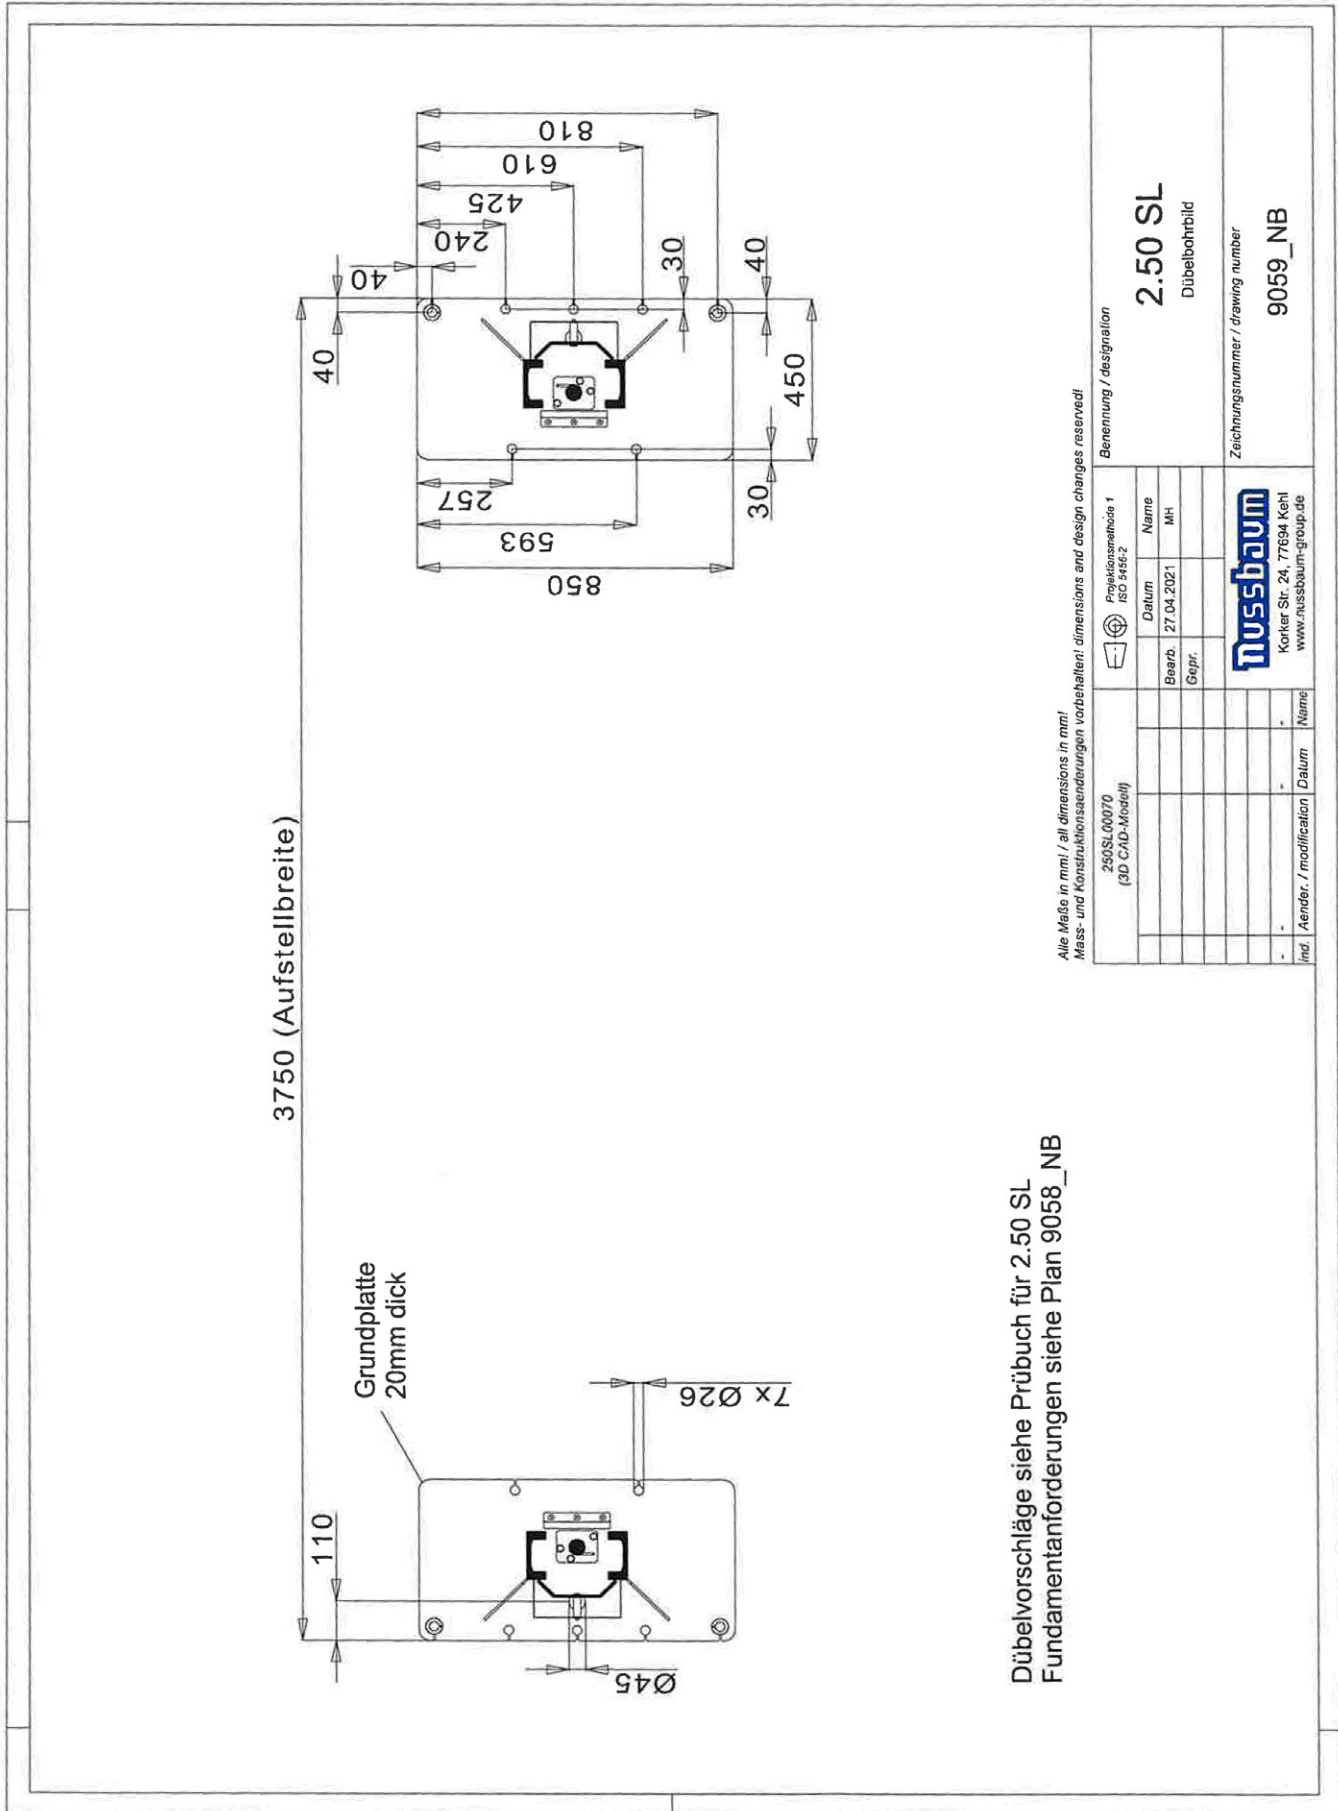 3750 (Aufstellbreite)
Grundplatte
20mm dick
110
Ø45
7x Ø26
40
40
240
425
610
810
30
40
450
30
257
593
850
Dübelvorschläge siehe Prübuch für 2.50 SL
Fundamentanforderungen siehe Plan 9058_NB
Alle Maße in mm! / all dimensions in mm!
Mass- und Konstruktionsaenderungen vorbehalten! dimensions and design changes reserved!
250SL00070
(3D CAD-Modell)
Projektionsmethode 1
ISO 5456-2
Datum Name
Bearb. 27.04.2021 MH
Gepr.
Benennung / designation
2.50 SL
Dübelbohrbild
nussbaum
Korker Str. 24, 77694 Kehl
www.nussbaum-group.de
Zeichnungsnummer / drawing number
9059_NB
- - - -
Ind. Aender. / modification Datum Name